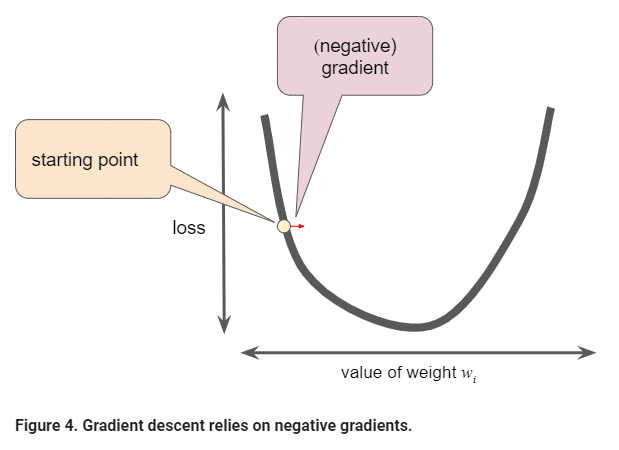 (negative)
gradient
starting point
loss
value of weight wᵢ
Figure 4. Gradient descent relies on negative gradients.